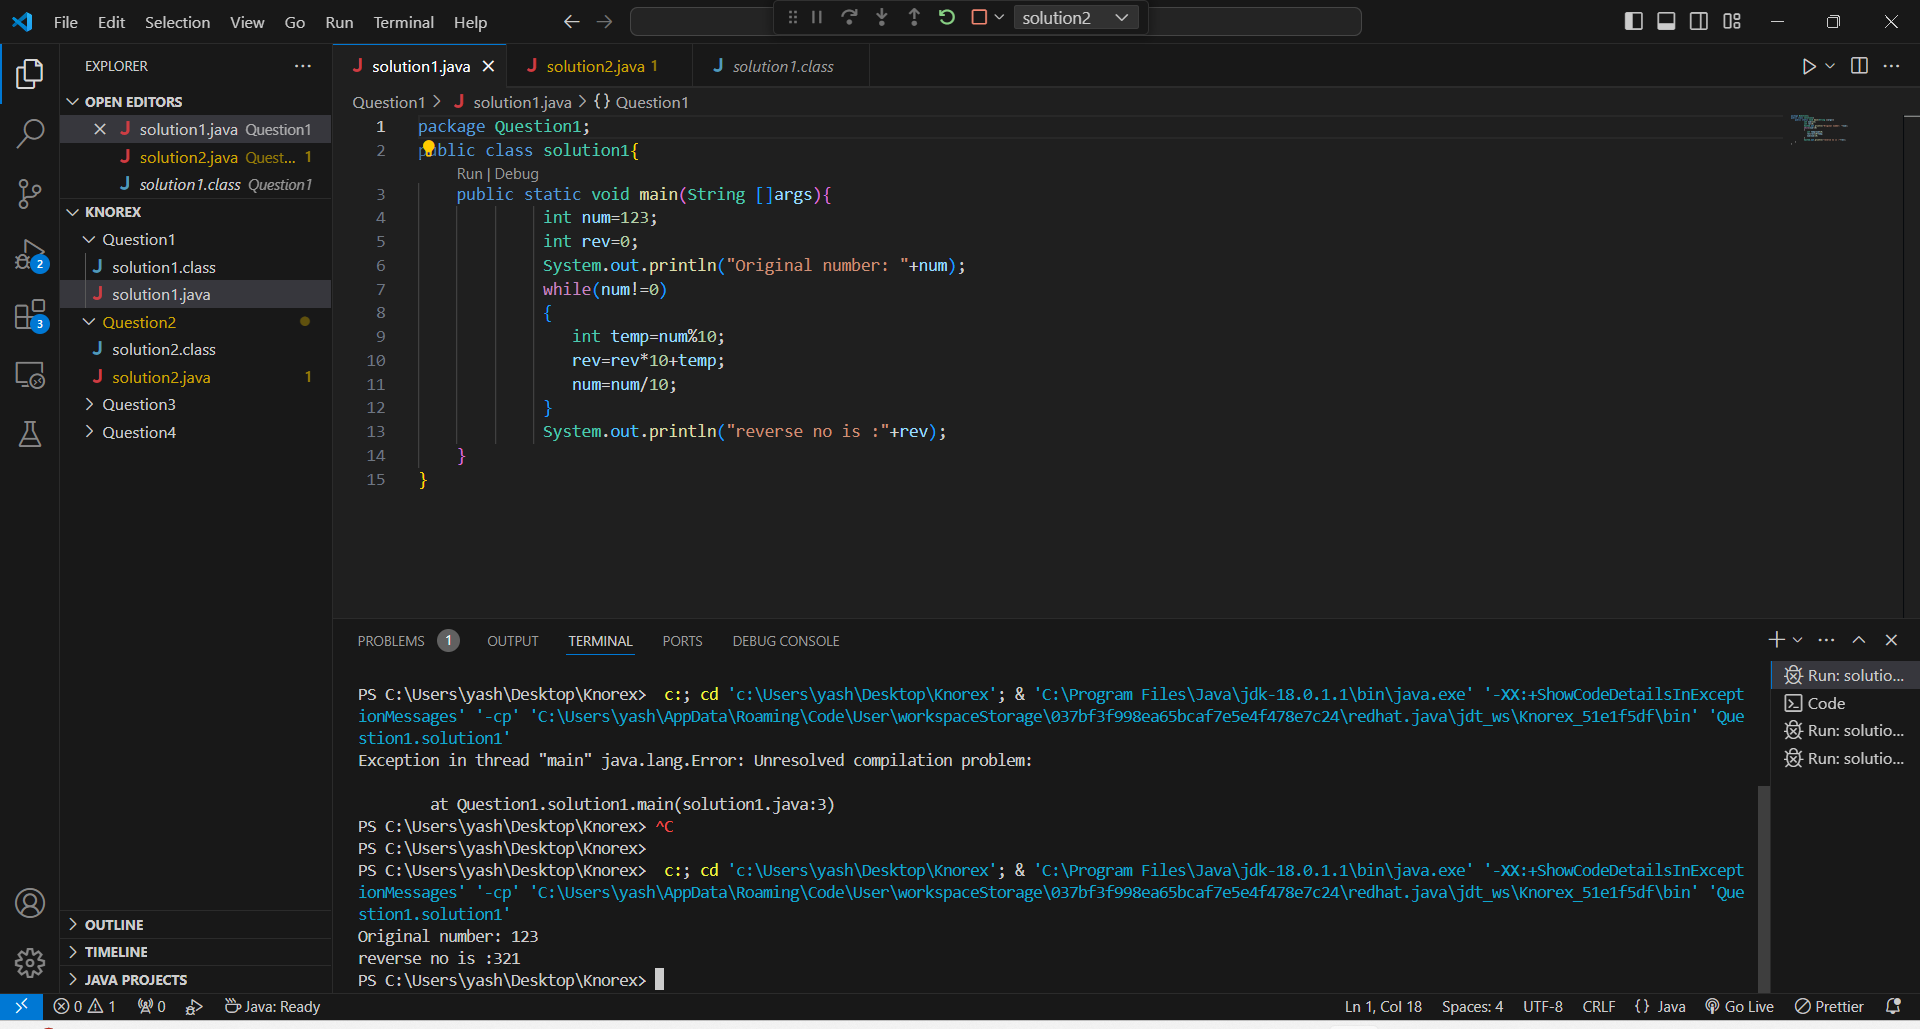 File Edit Selection View Go Run Terminal Help
solution2
EXPLORER
OPEN EDITORS
solution1.java Question1
solution2.java Quest... 1
solution1.class Question1
KNOREX
Question1
solution1.class
solution1.java
Question2
solution2.class
solution2.java 1
Question3
Question4
OUTLINE
TIMELINE
JAVA PROJECTS
2
3
solution1.java
solution2.java 1
solution1.class
Question1 > solution1.java > {} Question1
1 package Question1;
2 public class solution1{
Run | Debug
3 public static void main(String []args){
4 int num=123;
5 int rev=0;
6 System.out.println("Original number: "+num);
7 while(num!=0)
8 {
9 int temp=num%10;
10 rev=rev*10+temp;
11 num=num/10;
12 }
13 System.out.println("reverse no is :"+rev);
14 }
15 }
PROBLEMS 1 OUTPUT TERMINAL PORTS DEBUG CONSOLE
PS C:\Users\yash\Desktop\Knorex>  c:; cd 'c:\Users\yash\Desktop\Knorex'; & 'C:\Program Files\Java\jdk-18.0.1.1\bin\java.exe' '-XX:+ShowCodeDetailsInExcept
ionMessages' '-cp' 'C:\Users\yash\AppData\Roaming\Code\User\workspaceStorage\037bf3f998ea65bcaf7e5e4f478e7c24\redhat.java\jdt_ws\Knorex_51e1f5df\bin' 'Que
stion1.solution1'
Exception in thread "main" java.lang.Error: Unresolved compilation problem:
at Question1.solution1.main(solution1.java:3)
PS C:\Users\yash\Desktop\Knorex> ^C
PS C:\Users\yash\Desktop\Knorex>
PS C:\Users\yash\Desktop\Knorex>  c:; cd 'c:\Users\yash\Desktop\Knorex'; & 'C:\Program Files\Java\jdk-18.0.1.1\bin\java.exe' '-XX:+ShowCodeDetailsInExcept
ionMessages' '-cp' 'C:\Users\yash\AppData\Roaming\Code\User\workspaceStorage\037bf3f998ea65bcaf7e5e4f478e7c24\redhat.java\jdt_ws\Knorex_51e1f5df\bin' 'Que
stion1.solution1'
Original number: 123
reverse no is :321
PS C:\Users\yash\Desktop\Knorex>
Run: solutio...
Code
Run: solutio...
Run: solutio...
0 1 0 Java: Ready Ln 1, Col 18 Spaces: 4 UTF-8 CRLF {} Java Go Live Prettier